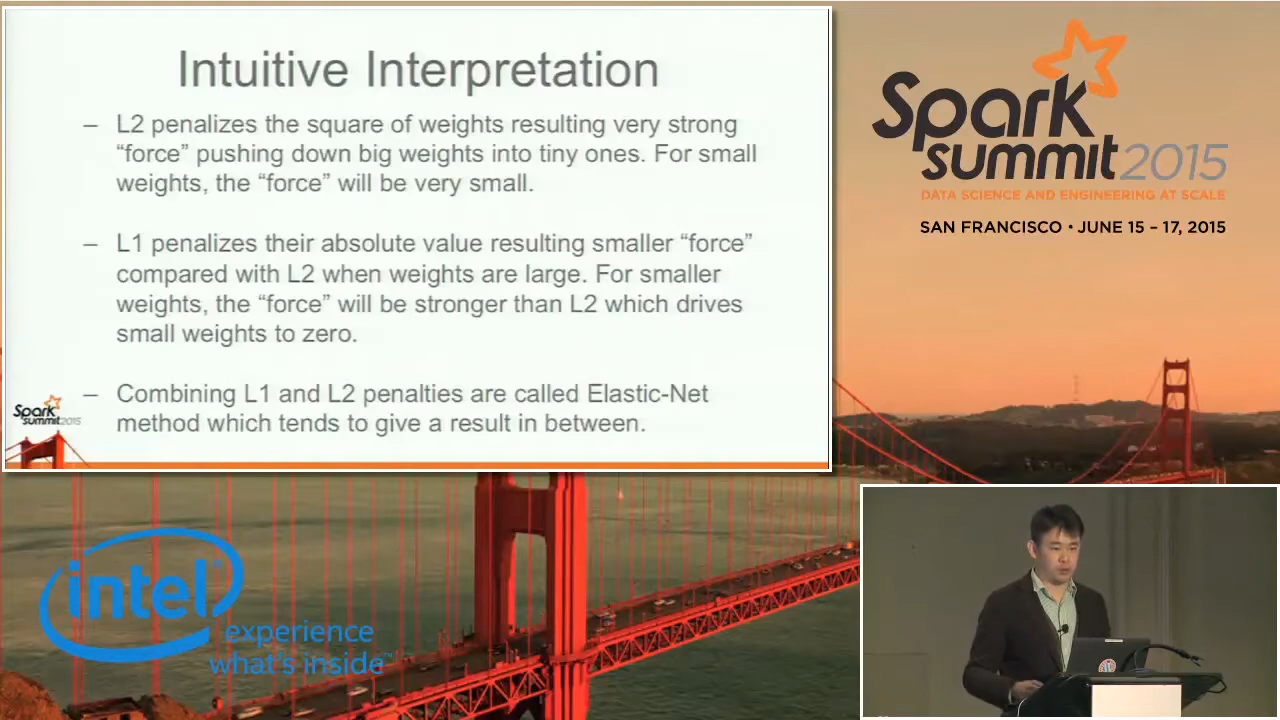 Intuitive Interpretation
– L2 penalizes the square of weights resulting very strong
“force” pushing down big weights into tiny ones. For small
weights, the “force” will be very small.
– L1 penalizes their absolute value resulting smaller “force”
compared with L2 when weights are large. For smaller
weights, the “force” will be stronger than L2 which drives
small weights to zero.
– Combining L1 and L2 penalties are called Elastic-Net
method which tends to give a result in between.
Spark
summit2015
Spark
summit 2015
DATA SCIENCE AND ENGINEERING AT SCALE
SAN FRANCISCO • JUNE 15 – 17, 2015
intel®
experience
what's inside™